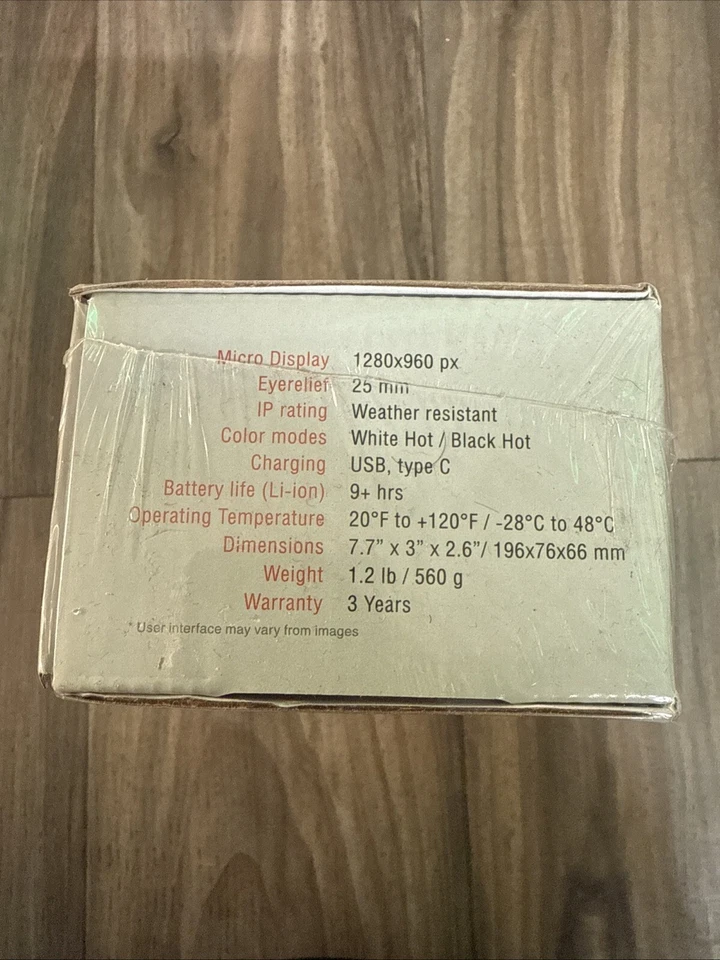 Micro Display 1280x960 px
Eyerelief 25 mm
IP rating Weather resistant
Color modes White Hot / Black Hot
Charging USB, type C
Battery life (Li-ion) 9+ hrs
Operating Temperature 20°F to +120°F / -28°C to 48°C
Dimensions 7.7” x 3” x 2.6”/ 196x76x66 mm
Weight 1.2 lb / 560 g
Warranty 3 Years
* User interface may vary from images